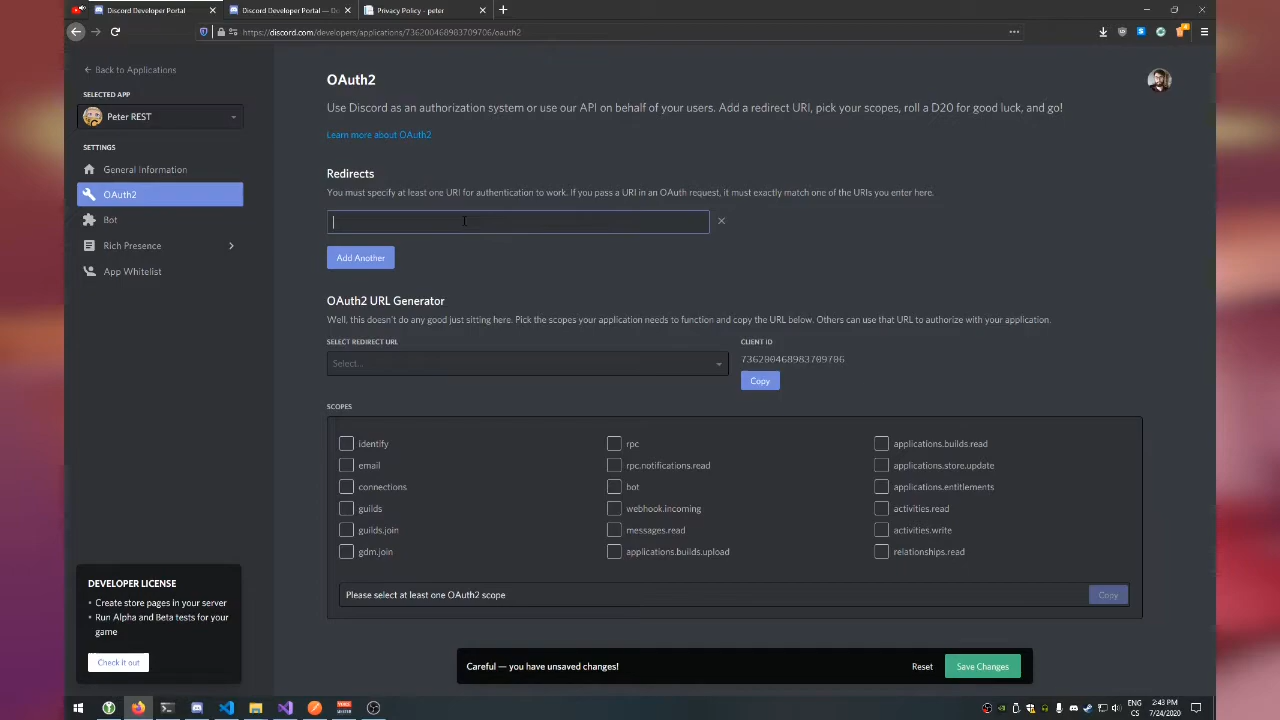 Discord Developer Portal
Discord Developer Portal — Do
Privacy Policy - peter
https://discord.com/developers/applications/736200468983709706/oauth2
Back to Applications
SELECTED APP
Peter REST
SETTINGS
General Information
OAuth2
Bot
Rich Presence
App Whitelist
DEVELOPER LICENSE
• Create store pages in your server
• Run Alpha and Beta tests for your
game
Check it out
OAuth2
Use Discord as an authorization system or use our API on behalf of your users. Add a redirect URI, pick your scopes, roll a D20 for good luck, and go!
Learn more about OAuth2
Redirects
You must specify at least one URI for authentication to work. If you pass a URI in an OAuth request, it must exactly match one of the URIs you enter here.
Add Another
OAuth2 URL Generator
Well, this doesn't do any good just sitting here. Pick the scopes your application needs to function and copy the URL below. Others can use that URL to authorize with your application.
SELECT REDIRECT URL
Select...
CLIENT ID
736200468983709706
Copy
SCOPES
identify
email
connections
guilds
guilds.join
gdm.join
rpc
rpc.notifications.read
bot
webhook.incoming
messages.read
applications.builds.upload
applications.builds.read
applications.store.update
applications.entitlements
activities.read
activities.write
relationships.read
Please select at least one OAuth2 scope
Copy
Careful — you have unsaved changes!
Reset
Save Changes
ENG
CS
2:43 PM
7/24/2020